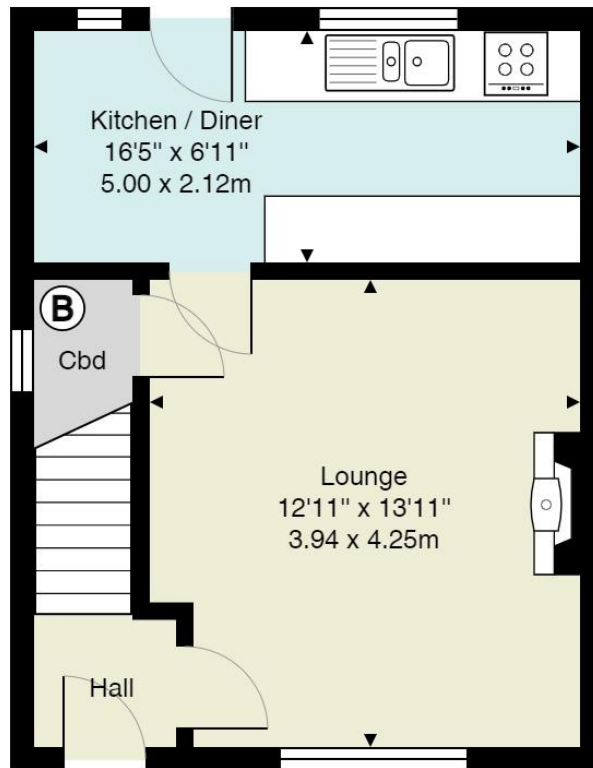 Kitchen / Diner
16'5" x 6'11"
5.00 x 2.12m
B
Cbd
Lounge
12'11" x 13'11"
3.94 x 4.25m
Hall